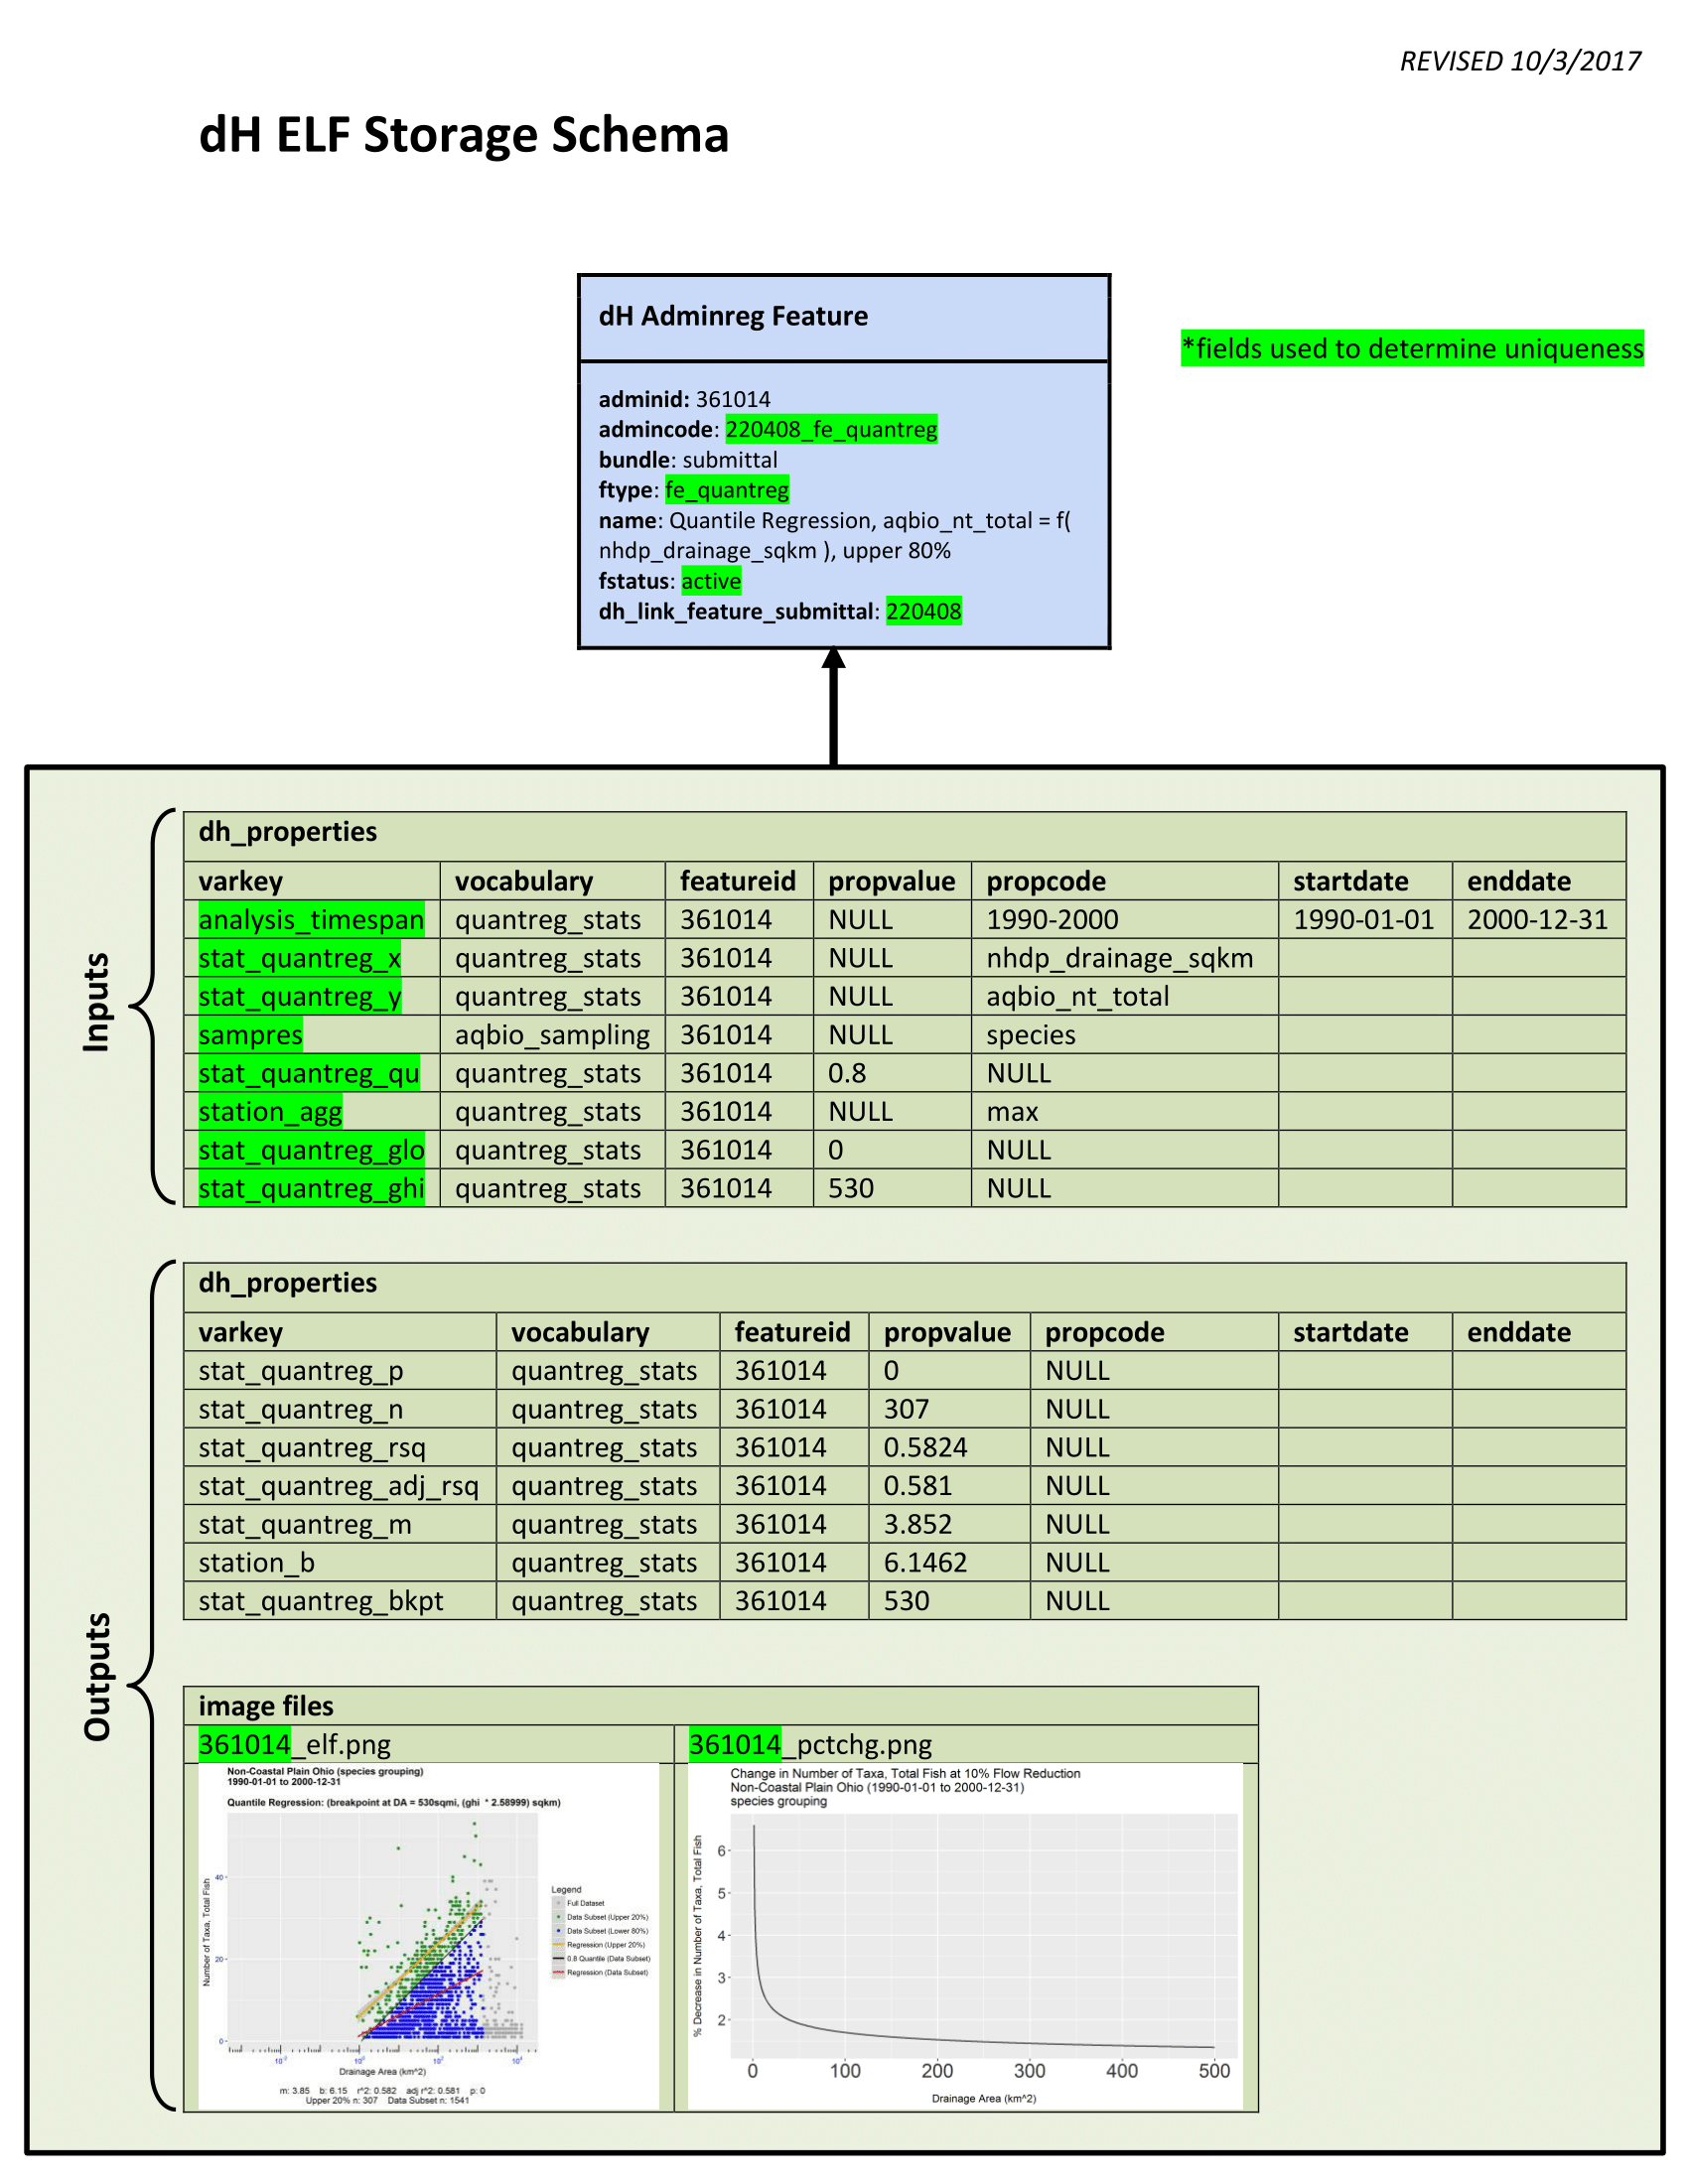 REVISED 10/3/2017
dH ELF Storage Schema
dH Adminreg Feature
*fields used to determine uniqueness
adminid: 361014
admincode: 220408_fe_quantreg
bundle: submittal
ftype: fe_quantreg
name: Quantile Regression, aqbio_nt_total = f(
nhdp_drainage_sqkm ), upper 80%
fstatus: active
dh_link_feature_submittal: 220408
Inputs
dh_properties
varkey vocabulary featureid propvalue propcode startdate enddate
analysis_timespan quantreg_stats 361014 NULL 1990-2000 1990-01-01 2000-12-31
stat_quantreg_x quantreg_stats 361014 NULL nhdp_drainage_sqkm
stat_quantreg_y quantreg_stats 361014 NULL aqbio_nt_total
sampres aqbio_sampling 361014 NULL species
stat_quantreg_qu quantreg_stats 361014 0.8 NULL
station_agg quantreg_stats 361014 NULL max
stat_quantreg_glo quantreg_stats 361014 0 NULL
stat_quantreg_ghi quantreg_stats 361014 530 NULL
Outputs
dh_properties
varkey vocabulary featureid propvalue propcode startdate enddate
stat_quantreg_p quantreg_stats 361014 0 NULL
stat_quantreg_n quantreg_stats 361014 307 NULL
stat_quantreg_rsq quantreg_stats 361014 0.5824 NULL
stat_quantreg_adj_rsq quantreg_stats 361014 0.581 NULL
stat_quantreg_m quantreg_stats 361014 3.852 NULL
station_b quantreg_stats 361014 6.1462 NULL
stat_quantreg_bkpt quantreg_stats 361014 530 NULL
image files
361014_elf.png 361014_pctchg.png
Non-Coastal Plain Ohio (species grouping)
1990-01-01 to 2000-12-31
Quantile Regression: (breakpoint at DA = 530sqmi, (ghi * 2.58999) sqkm)
Number of Taxa, Total Fish
40
20
0
10^-2 10^0 10^2 10^4
Drainage Area (km^2)
m: 3.85 b: 6.15 r^2: 0.582 adj r^2: 0.581 p: 0
Upper 20% n: 307 Data Subset n: 1541
Legend
Full Dataset
Data Subset (Upper 20%)
Data Subset (Lower 80%)
Regression (Upper 20%)
0.8 Quantile (Data Subset)
Regression (Data Subset)
Change in Number of Taxa, Total Fish at 10% Flow Reduction
Non-Coastal Plain Ohio (1990-01-01 to 2000-12-31)
species grouping
% Decrease in Number of Taxa, Total Fish
6
5
4
3
2
0 100 200 300 400 500
Drainage Area (km^2)